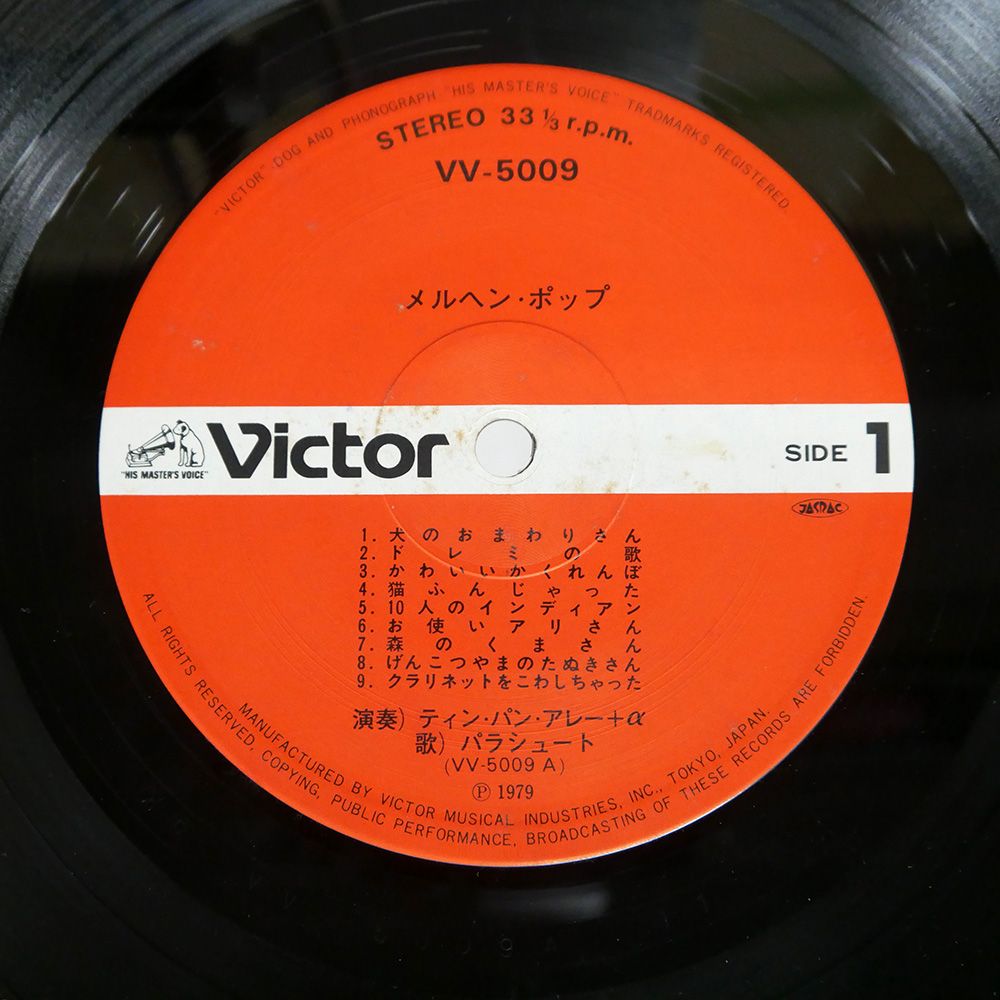 "VICTOR" DOG AND PHONOGRAPH "HIS MASTER'S VOICE" TRADMARKS REGISTERED.
STEREO 33 1/3 r.p.m.
VV-5009
メルヘン・ポップ
"HIS MASTER'S VOICE"
Victor
SIDE 1
JASRAC
1. 犬のおまわりさん
2. ドレミの歌
3. かわいいかくれんぼ
4. 猫ふんじゃった
5. 10人のインディアン
6. お使いアリさん
7. 森のくまさん
8. げんこつやまのたぬきさん
9. クラリネットをこわしちゃった
演奏) ティン・パン・アレー+α
歌) パラシュート
(VV-5009 A)
Ⓟ 1979
MANUFACTURED BY VICTOR MUSICAL INDUSTRIES, INC., TOKYO, JAPAN.
ALL RIGHTS RESERVED, COPYING, PUBLIC PERFORMANCE, BROADCASTING OF THESE RECORDS ARE FORBIDDEN.